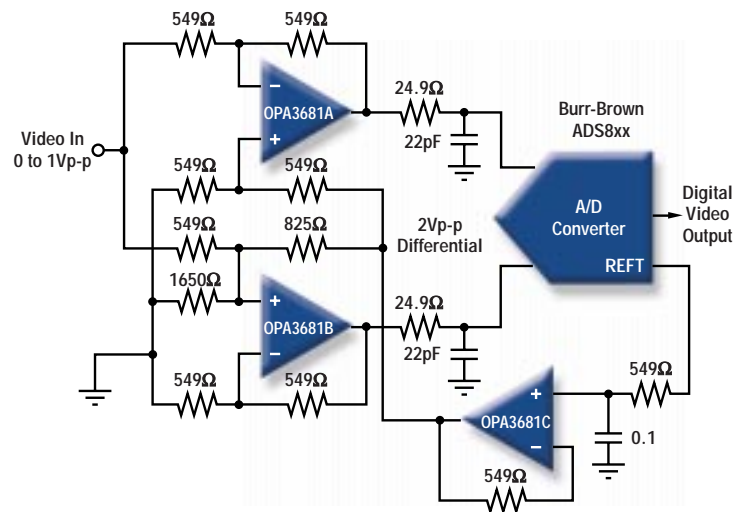 549Ω
549Ω
OPA3681A
−
+
24.9Ω
22pF
Burr-Brown
ADS8xx
Video In
0 to 1Vp-p
549Ω
549Ω
549Ω
825Ω
2Vp-p
Differential
A/D
Converter
REFT
Digital
Video
Output
1650Ω
+
OPA3681B
−
24.9Ω
22pF
549Ω
549Ω
+
OPA3681C
−
549Ω
0.1
549Ω